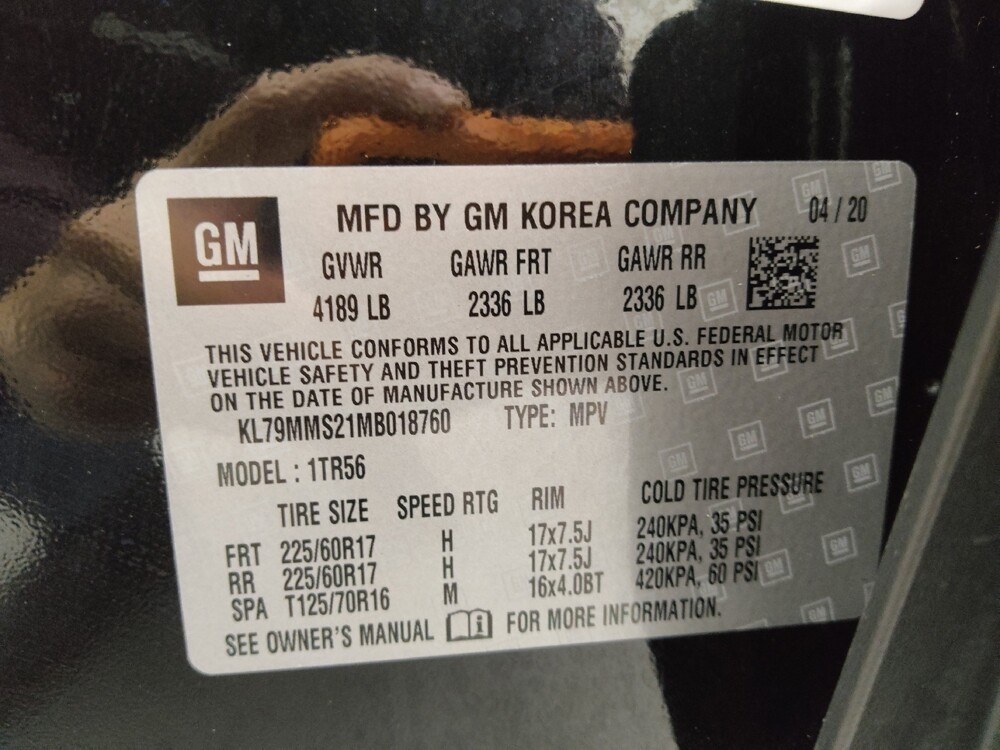 GM MFD BY GM KOREA COMPANY 04 / 20
GVWR GAWR FRT GAWR RR
4189 LB 2336 LB 2336 LB
THIS VEHICLE CONFORMS TO ALL APPLICABLE U.S. FEDERAL MOTOR
VEHICLE SAFETY AND THEFT PREVENTION STANDARDS IN EFFECT
ON THE DATE OF MANUFACTURE SHOWN ABOVE.
KL79MMS21MB018760 TYPE: MPV
MODEL : 1TR56
TIRE SIZE SPEED RTG RIM COLD TIRE PRESSURE
FRT 225/60R17 H 17x7.5J 240KPA, 35 PSI
RR 225/60R17 H 17x7.5J 240KPA, 35 PSI
SPA T125/70R16 M 16x4.0BT 420KPA, 60 PSI
SEE OWNER'S MANUAL i FOR MORE INFORMATION.